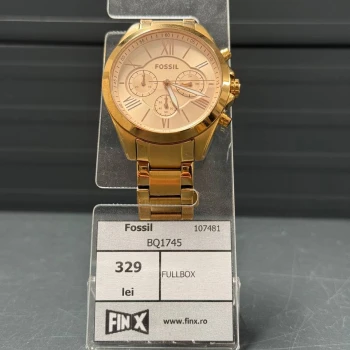 FOSSIL
Fossil 107481
BQ1745
329 FULLBOX
lei
FINX www.finx.ro